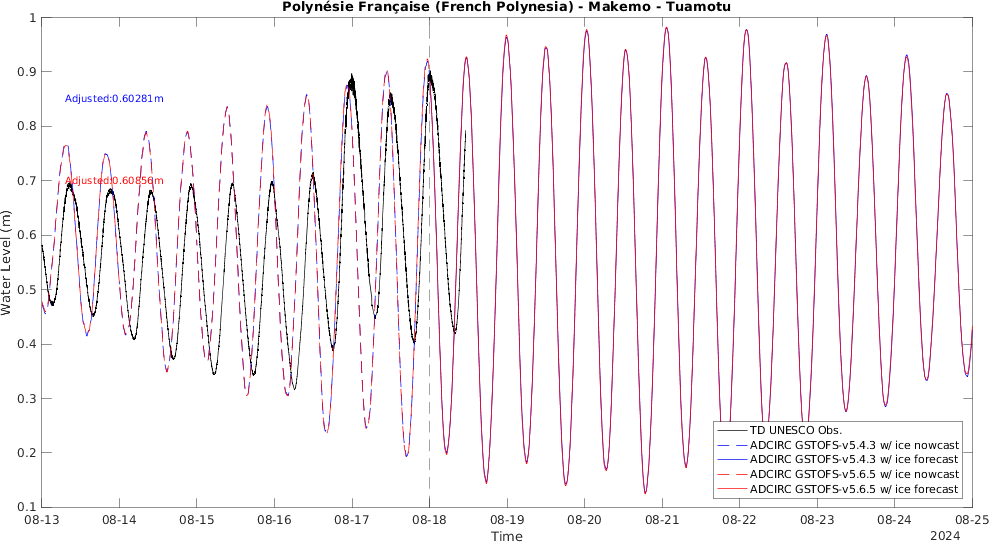 Polynésie Française (French Polynesia) - Makemo - Tuamotu
Water Level (m)
1
0.9
0.8
0.7
0.6
0.5
0.4
0.3
0.2
0.1
Adjusted:0.60281m
Adjusted:0.60856m
TD UNESCO Obs.
ADCIRC GSTOFS-v5.4.3 w/ ice nowcast
ADCIRC GSTOFS-v5.4.3 w/ ice forecast
ADCIRC GSTOFS-v5.6.5 w/ ice nowcast
ADCIRC GSTOFS-v5.6.5 w/ ice forecast
08-13 08-14 08-15 08-16 08-17 08-18 08-19 08-20 08-21 08-22 08-23 08-24 08-25
Time
2024